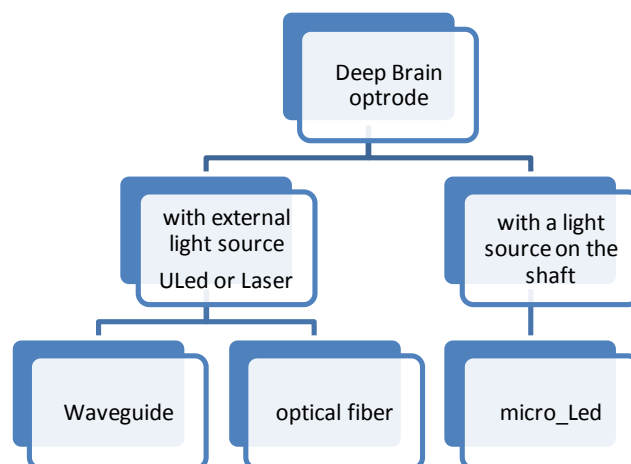 Deep Brain
optrode
with external
light source
ULed or Laser
with a light
source on the
shaft
Waveguide
optical fiber
micro_Led